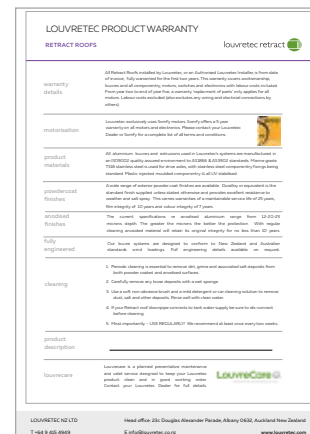 LOUVRETEC PRODUCT WARRANTY
RETRACT ROOFS
louvretec retract
warranty
details
All Retract Roofs installed by Louvretec, or an Authorised Louvretec Installer, is from date
of invoice, fully warranted for the first two years. This warranty covers workmanship,
louvres and all components, motors, switches and electronics with labour costs included.
From year two to end of year five, a warranty 'replacement of parts' only applies for all
motors. Labour costs excluded (also excludes any wiring and electrical connections by
others).
motorisation
Louvretec exclusively uses Somfy motors. Somfy offers a 5 year
warranty on all motors and electronics. Please contact your Louvretec
Dealer or Somfy for a complete list of all terms and conditions.
product
materials
All aluminium louvres and extrusions used in Louvretec's systems are manufactured in
an ISO9002 quality assured environment to AS1866 & AS3902 standards. Marine grade
T316 stainless steel is used for drive axles, with stainless steel componentry fixings being
standard. Plastic injected moulded componentry is all UV stabilised.
powdercoat
finishes
A wide range of exterior powder coat finishes are available. Duralloy or equivalent is the
standard finish supplied unless stated otherwise and provides excellent resistance to
weather and salt spray. This carries warranties of a maintainable service life of 25 years,
film integrity of 10 years and colour integrity of 7 years.
anodised
finishes
The current specifications on anodised aluminium range from 12-20-25
microns depth. The greater the microns the better the protection. With regular
cleaning anodised material will retain its original integrity for no less than 10 years.
fully
engineered
Our louvre systems are designed to conform to New Zealand and Australian
standards wind loadings. Full engineering details available on request.
cleaning
1. Periodic cleaning is essential to remove dirt, grime and associated salt deposits from
both powder coated and anodised surfaces.
2. Carefully remove any loose deposits with a wet sponge.
3. Use a soft non-abrasive brush and a mild detergent or car cleaning solution to remove
dust, salt and other deposits. Rinse well with clean water.
4. If your Retract roof downpipe connects to tank water supply be sure to dis-connect
before cleaning.
5. Most importantly - USE REGULARLY! We recommend at least once every two weeks.
product
description
louvrecare
Louvrecare is a planned preventative maintenance
and valet service designed to keep your Louvretec
product clean and in good working order.
Contact your Louvretec Dealer for full details.
LouvreCare
LOUVRETEC NZ LTD
Head office: 23c Douglas Alexander Parade, Albany 0632, Auckland New Zealand
T +64 9 415 4949
E info@louvretec.co.nz
www.louvretec.com